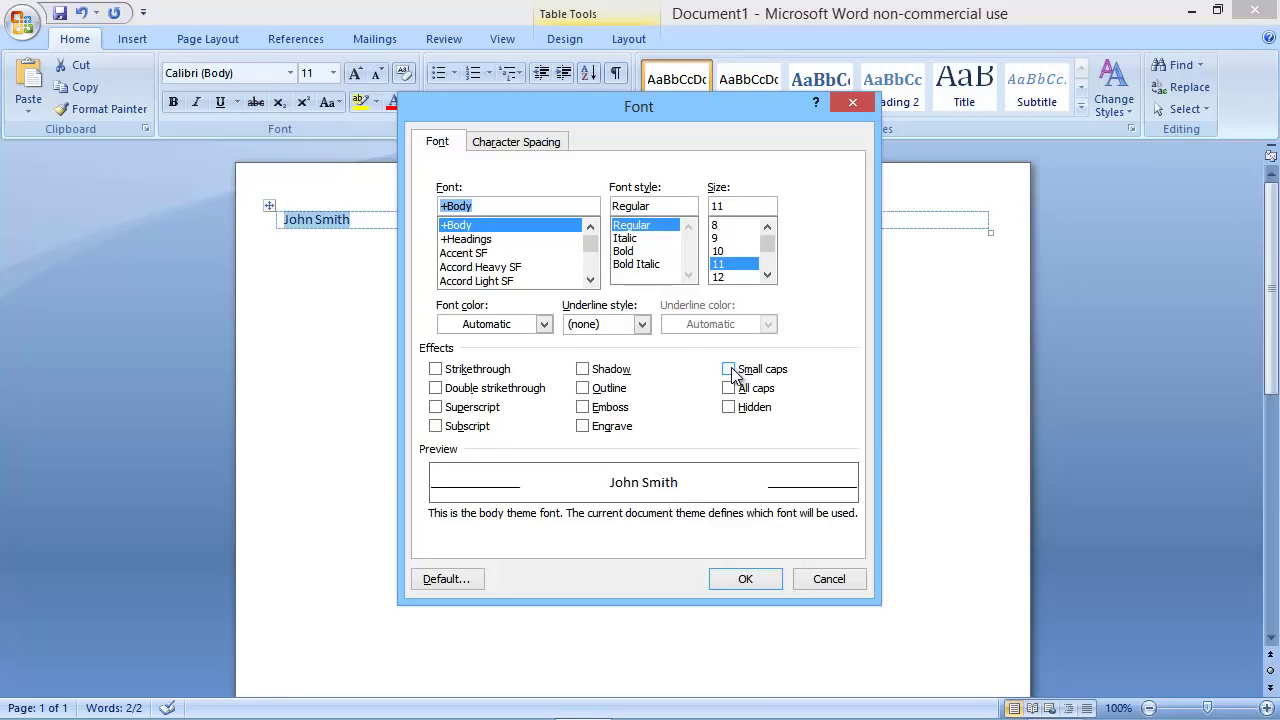 Table Tools
Document1 - Microsoft Word non-commercial use
Home Insert Page Layout References Mailings Review View Design Layout
Cut
Copy
Format Painter
Paste
Clipboard
Calibri (Body) 11
B I U abc x₂ x² Aa
Font
AaBbCcDc AaBbCcDc AaBbC AaBbCc AaB AaBbCc.
Title Subtitle
Change Styles
Find
Replace
Select
Editing
Font
? ×
Font Character Spacing
Font: Font style: Size:
+Body Regular 11
+Body Regular 8
+Headings Italic 9
Accent SF Bold 10
Accord Heavy SF Bold Italic 11
Accord Light SF 12
Font color: Underline style: Underline color:
Automatic (none) Automatic
Effects
Strikethrough Shadow Small caps
Double strikethrough Outline All caps
Superscript Emboss Hidden
Subscript Engrave
Preview
John Smith
This is the body theme font. The current document theme defines which font will be used.
Default... OK Cancel
John Smith
Page: 1 of 1 Words: 2/2 100%